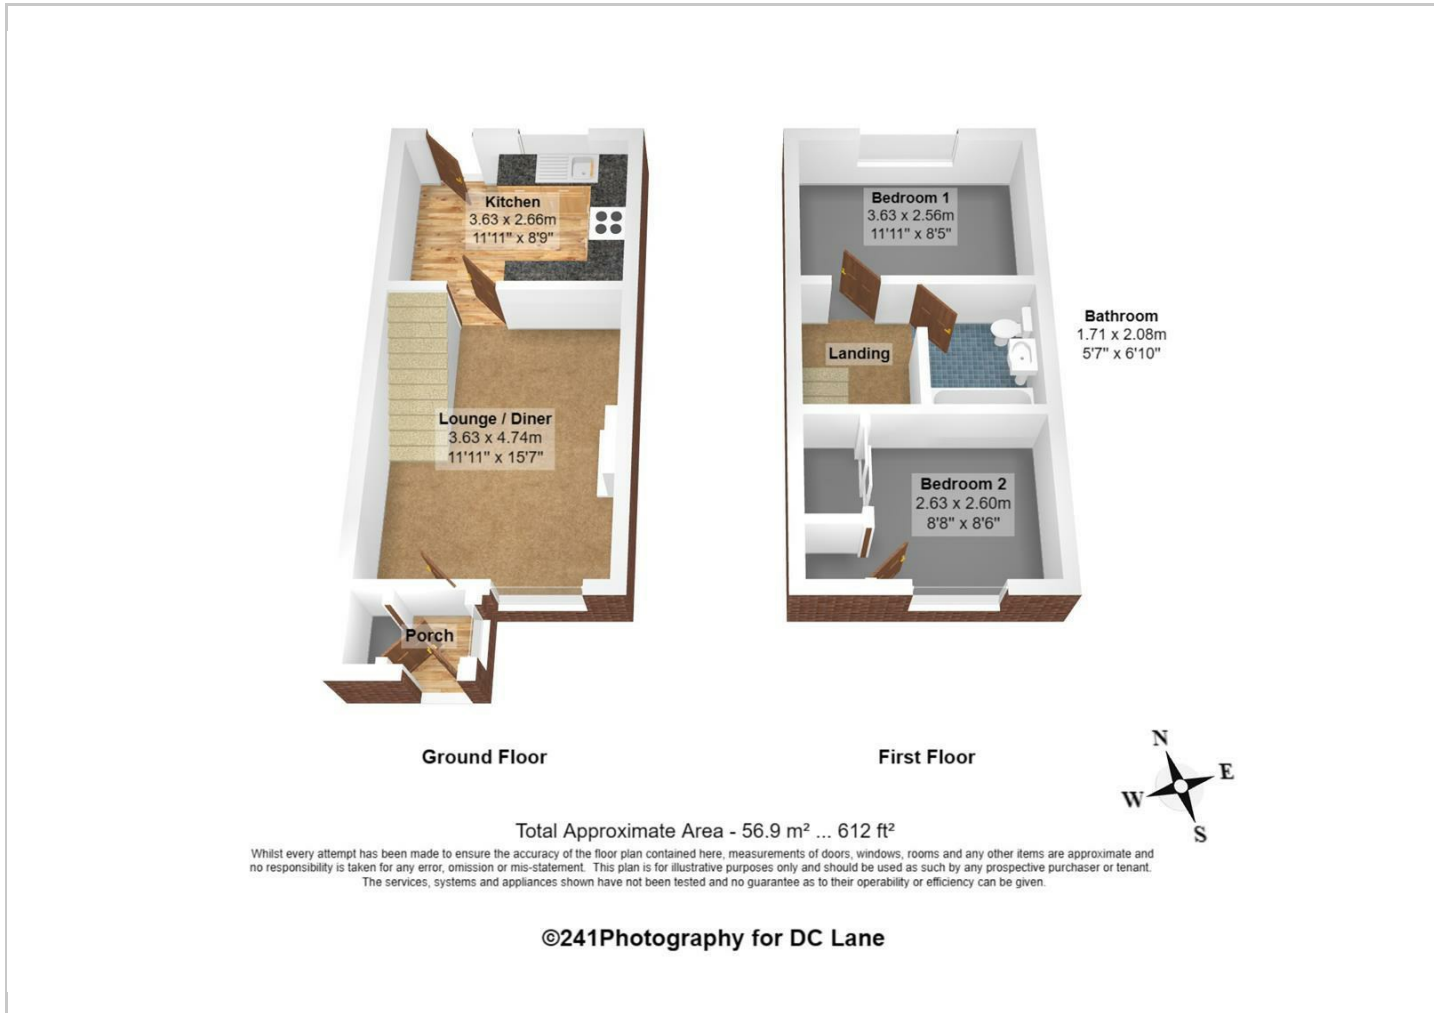 Kitchen
3.63 x 2.66m
11'11" x 8'9"
Lounge / Diner
3.63 x 4.74m
11'11" x 15'7"
Porch
Ground Floor
Bedroom 1
3.63 x 2.56m
11'11" x 8'5"
Bathroom
1.71 x 2.08m
5'7" x 6'10"
Landing
Bedroom 2
2.63 x 2.60m
8'8" x 8'6"
First Floor
N
E
W
S
Total Approximate Area - 56.9 m² ... 612 ft²
Whilst every attempt has been made to ensure the accuracy of the floor plan contained here, measurements of doors, windows, rooms and any other items are approximate and
no responsibility is taken for any error, omission or mis-statement. This plan is for illustrative purposes only and should be used as such by any prospective purchaser or tenant.
The services, systems and appliances shown have not been tested and no guarantee as to their operability or efficiency can be given.
©241Photography for DC Lane